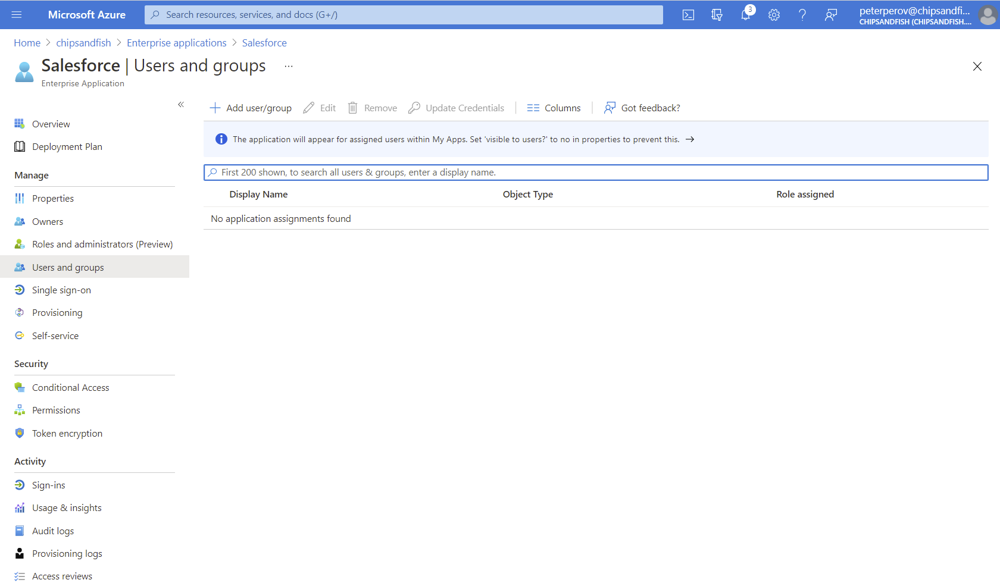 Microsoft Azure
Search resources, services, and docs (G+/)
3
peterperov@chipsandfi...
CHIPSANDFISH (CHIPSANDFISH....
Home > chipsandfish > Enterprise applications > Salesforce
Salesforce | Users and groups ...
Enterprise Application
«
Add user/group Edit Remove Update Credentials Columns Got feedback?
The application will appear for assigned users within My Apps. Set 'visible to users?' to no in properties to prevent this. →
First 200 shown, to search all users & groups, enter a display name.
Display Name Object Type Role assigned
No application assignments found
Overview
Deployment Plan
Manage
Properties
Owners
Roles and administrators (Preview)
Users and groups
Single sign-on
Provisioning
Self-service
Security
Conditional Access
Permissions
Token encryption
Activity
Sign-ins
Usage & insights
Audit logs
Provisioning logs
Access reviews